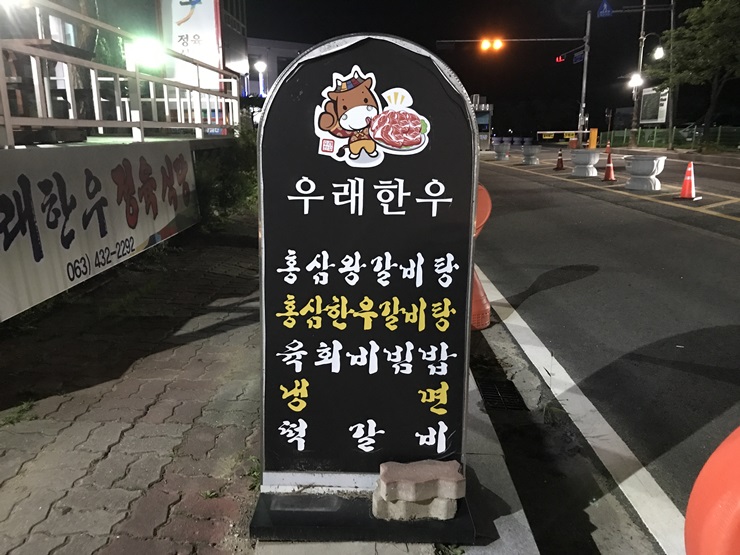 정육
우래한우
홍삼왕갈비탕
홍삼한우갈비탕
육회비빔밥
냉면
떡갈비
래한우 정육식당
063) 432-2292